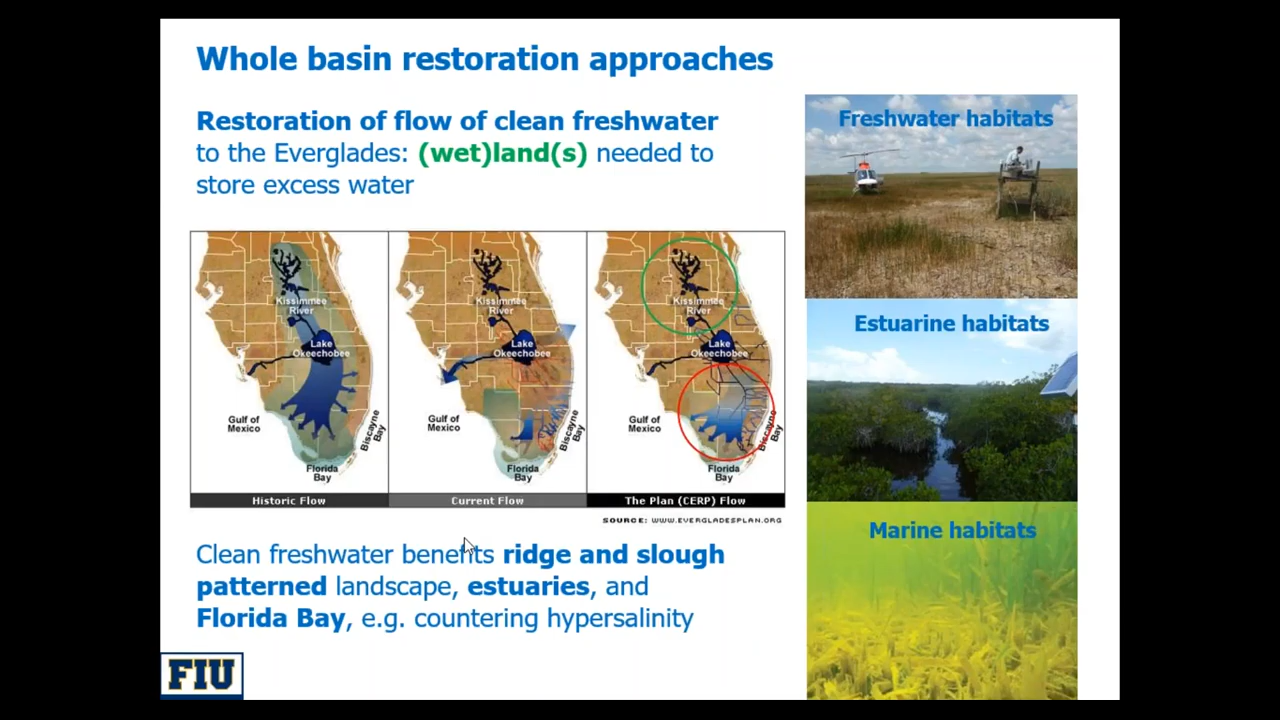 Whole basin restoration approaches
Restoration of flow of clean freshwater
to the Everglades: (wet)land(s) needed to
store excess water
Freshwater habitats
Estuarine habitats
Marine habitats
Kissimmee
River
Lake
Okeechobee
Gulf of
Mexico
Biscayne
Bay
Florida
Bay
Historic Flow
Kissimmee
River
Lake
Okeechobee
Gulf of
Mexico
Biscayne
Bay
Florida
Bay
Current Flow
Kissimmee
River
Lake
Okeechobee
Gulf of
Mexico
Biscayne
Bay
Florida
Bay
The Plan (CERP) Flow
SOURCE: WWW.EVERGLADESPLAN.ORG
Clean freshwater benefits ridge and slough
patterned landscape, estuaries, and
Florida Bay, e.g. countering hypersalinity
FIU